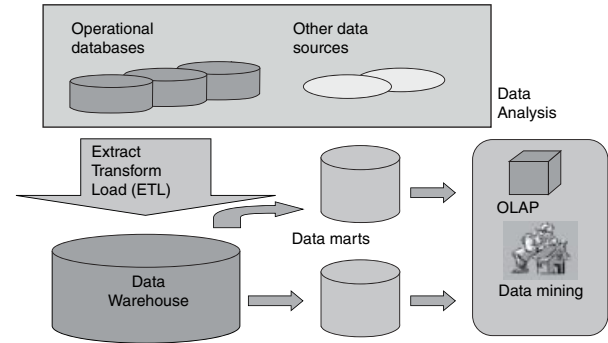 Operational
databases
Other data
sources
Data
Analysis
Extract
Transform
Load (ETL)
OLAP
Data marts
Data
Warehouse
Data mining